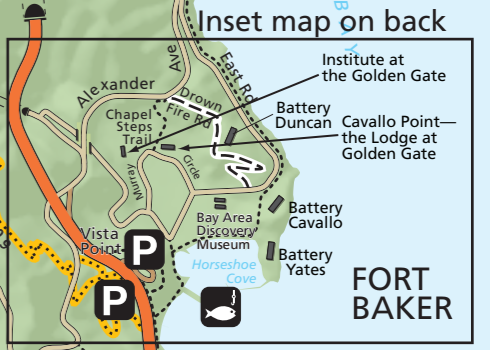 Inset map on back
B A Y
Alexander
Ave
East Rd
Institute at
the Golden Gate
Drown
Fire Rd
Battery
Duncan
Chapel
Steps
Trail
Cavallo Point—
the Lodge at
Golden Gate
Murray
Circle
Bay Area
Discovery
Museum
Battery
Cavallo
Vista
Point
P
Horseshoe
Cove
Battery
Yates
P
FORT
BAKER